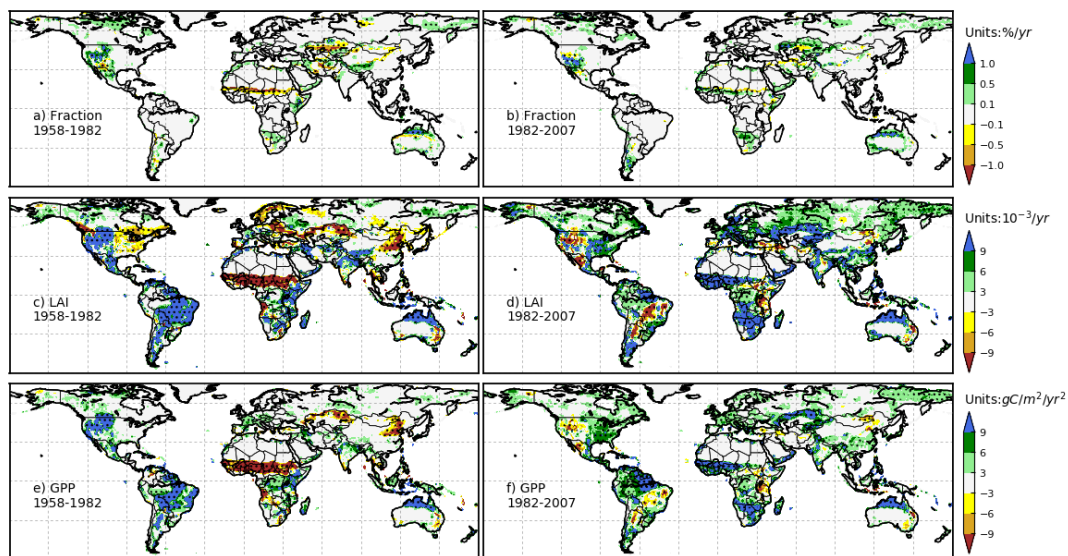 a) Fraction
1958-1982
b) Fraction
1982-2007
Units:%/yr
1.0
0.5
0.1
−0.1
−0.5
−1.0
c) LAI
1958-1982
d) LAI
1982-2007
Units:10⁻³/yr
9
6
3
−3
−6
−9
e) GPP
1958-1982
f) GPP
1982-2007
Units:gC/m²/yr²
9
6
3
−3
−6
−9